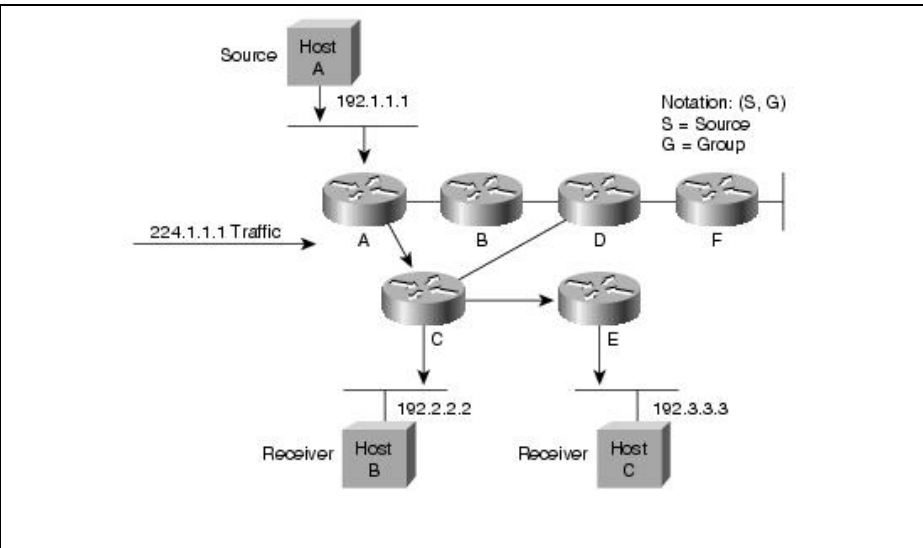 Source
Host
A
192.1.1.1
Notation: (S, G)
S = Source
G = Group
224.1.1.1 Traffic
A
B
D
F
C
E
192.2.2.2
192.3.3.3
Receiver
Host
B
Receiver
Host
C